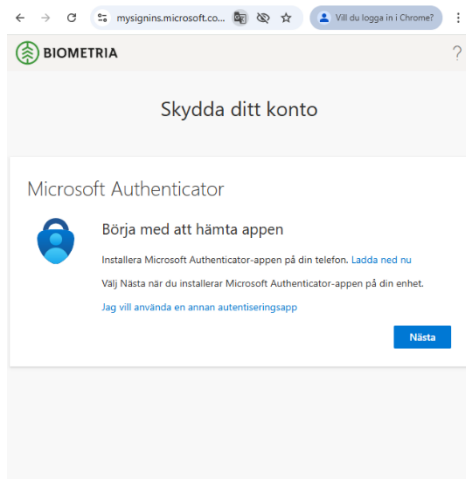 mysignins.microsoft.co...
Vill du logga in i Chrome?
BIOMETRIA
?
Skydda ditt konto
Microsoft Authenticator
Börja med att hämta appen
Installera Microsoft Authenticator-appen på din telefon. Ladda ned nu
Välj Nästa när du installerar Microsoft Authenticator-appen på din enhet.
Jag vill använda en annan autentiseringsapp
Nästa